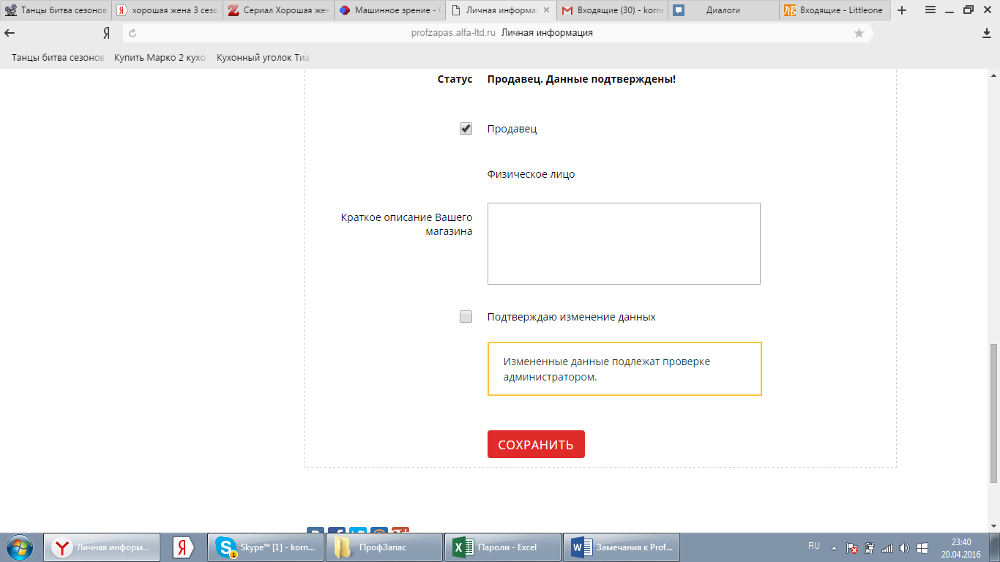 Танцы битва сезонов
хорошая жена 3 сезо
Сериал Хорошая жен
Машинное зрение - С
Личная информа
Входящие (30) - korne
Диалоги
Входящие - Littleone
Я
profzapas.alfa-ltd.ru Личная информация
Танцы битва сезонов Купить Марко 2 кухо Кухонный уголок Тиа
Статус Продавец. Данные подтверждены!
Продавец
Физическое лицо
Краткое описание Вашего
магазина
Подтверждаю изменение данных
Измененные данные подлежат проверке
администратором.
СОХРАНИТЬ
Личная информ...
Skype™ [1] - korn...
ПрофЗапас
Пароли - Excel
Замечания к Prof...
RU
23:40
20.04.2016